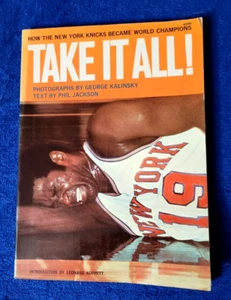 HOW THE NEW YORK KNICKS BECAME WORLD CHAMPIONS
TAKE IT ALL!
PHOTOGRAPHS BY GEORGE KALINSKY
TEXT BY PHIL JACKSON
NEW YORK
19
INTRODUCTION BY LEONARD KOPPETT